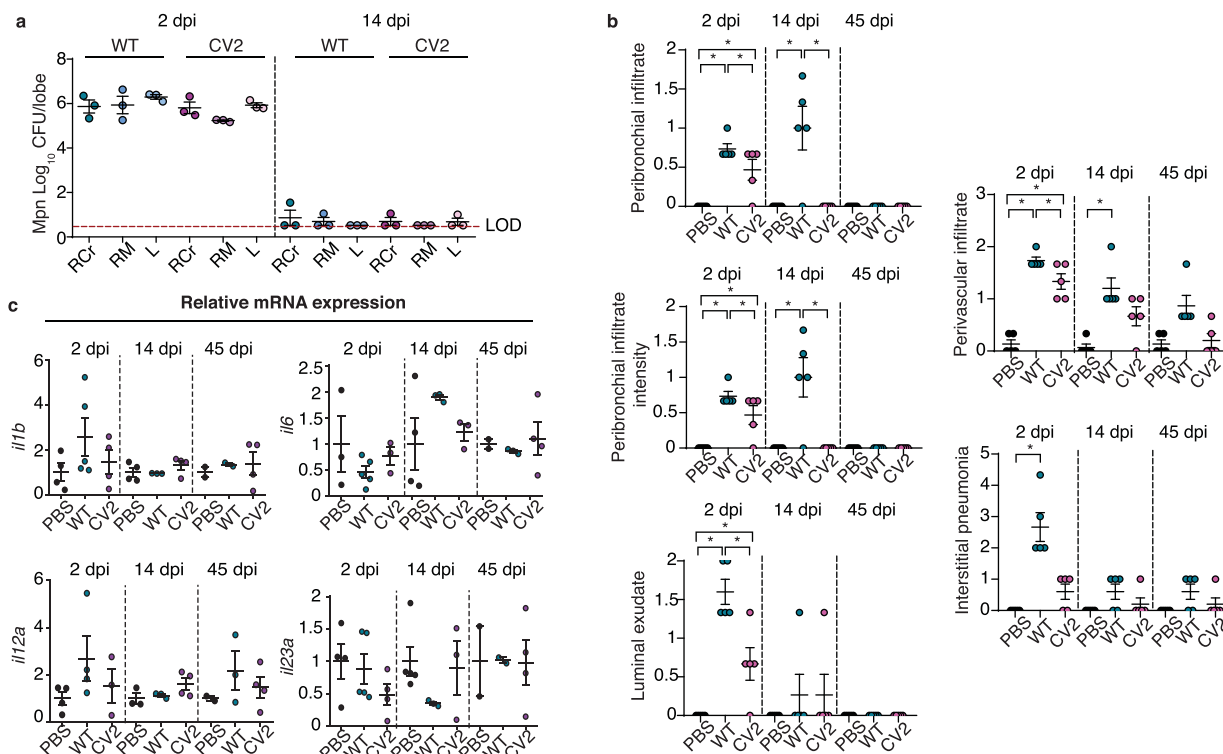 a
2 dpi
14 dpi
WT
CV2
WT
CV2
Mpn Log10 CFU/lobe
8
6
4
2
0
LOD
RCr
RM
L
RCr
RM
L
RCr
RM
L
RCr
RM
L
b
2 dpi
14 dpi
45 dpi
Peribronchial infiltrate
2
1.5
1
0.5
0
*
*
*
*
*
PBS
WT
CV2
PBS
WT
CV2
PBS
WT
CV2
2 dpi
14 dpi
45 dpi
Peribronchial infiltrate
intensity
2
1.5
1
0.5
0
*
*
*
*
*
PBS
WT
CV2
PBS
WT
CV2
PBS
WT
CV2
2 dpi
14 dpi
45 dpi
Luminal exudate
2
1.5
1
0.5
0
*
*
*
PBS
WT
CV2
PBS
WT
CV2
PBS
WT
CV2
2 dpi
14 dpi
45 dpi
Perivascular infiltrate
3
2
1
0
*
*
*
*
PBS
WT
CV2
PBS
WT
CV2
PBS
WT
CV2
2 dpi
14 dpi
45 dpi
Interstitial pneumonia
5
4
3
2
1
0
*
PBS
WT
CV2
PBS
WT
CV2
PBS
WT
CV2
c
Relative mRNA expression
2 dpi
14 dpi
45 dpi
il1b
6
4
2
0
PBS
WT
CV2
PBS
WT
CV2
PBS
WT
CV2
2 dpi
14 dpi
45 dpi
il6
2.5
2
1.5
1
0.5
0
PBS
WT
CV2
PBS
WT
CV2
PBS
WT
CV2
2 dpi
14 dpi
45 dpi
il12a
6
4
2
0
PBS
WT
CV2
PBS
WT
CV2
PBS
WT
CV2
2 dpi
14 dpi
45 dpi
il23a
2
1.5
1
0.5
0
PBS
WT
CV2
PBS
WT
CV2
PBS
WT
CV2